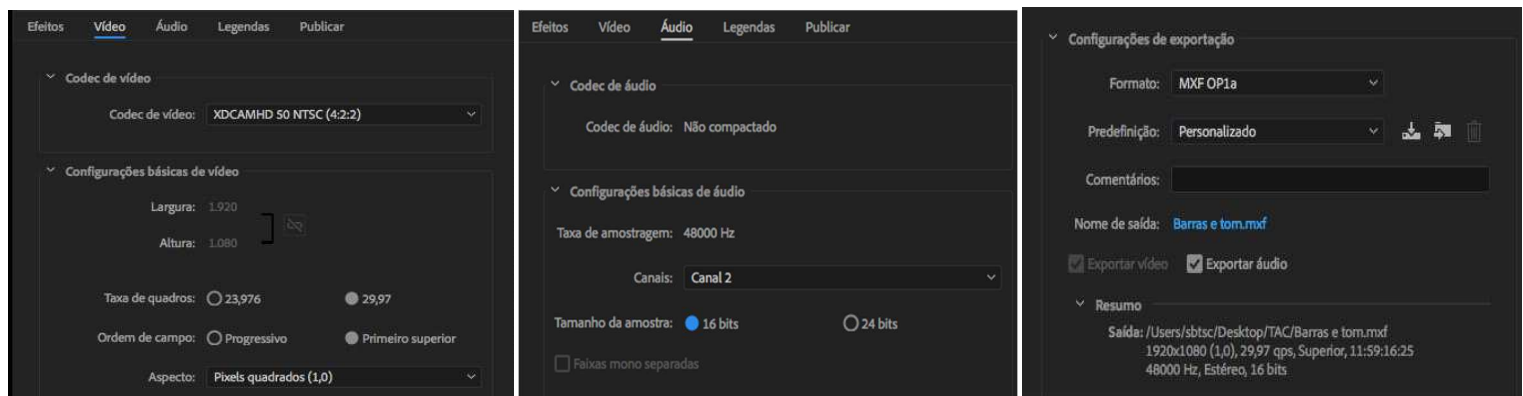 Efeitos Vídeo Áudio Legendas Publicar
Codec de vídeo
Codec de vídeo: XDCAMHD 50 NTSC (4:2:2)
Configurações básicas de vídeo
Largura: 1.920
Altura: 1.080
Taxa de quadros: 23,976 29,97
Ordem de campo: Progressivo Primeiro superior
Aspecto: Pixels quadrados (1,0)
Efeitos Vídeo Áudio Legendas Publicar
Codec de áudio
Codec de áudio: Não compactado
Configurações básicas de áudio
Taxa de amostragem: 48000 Hz
Canais: Canal 2
Tamanho da amostra: 16 bits 24 bits
Faixas mono separadas
Configurações de exportação
Formato: MXF OP1a
Predefinição: Personalizado
Comentários:
Nome de saída: Barras e tom.mxf
Exportar vídeo Exportar áudio
Resumo
Saída: /Users/sbtsc/Desktop/TAC/Barras e tom.mxf
1920x1080 (1,0), 29,97 qps, Superior, 11:59:16:25
48000 Hz, Estéreo, 16 bits